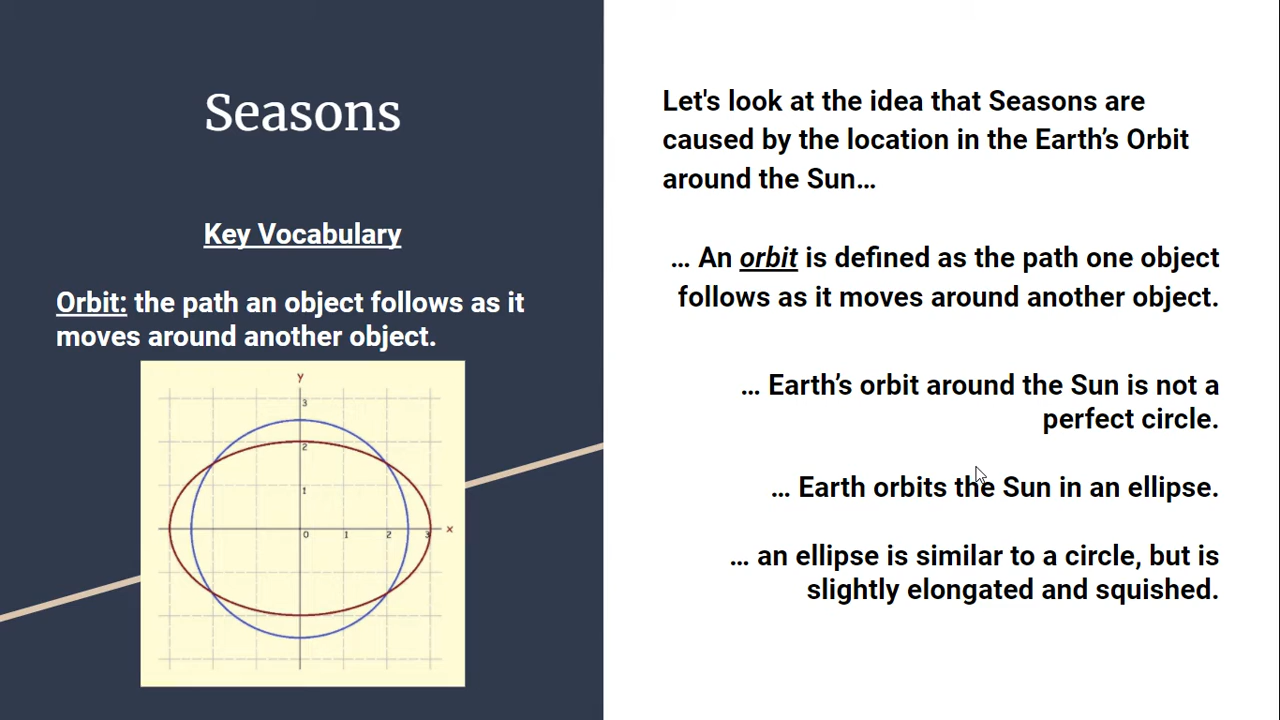 Seasons
Key Vocabulary
Orbit: the path an object follows as it
moves around another object.
y
3
2
1
0 1 2 3 x
Let's look at the idea that Seasons are
caused by the location in the Earth’s Orbit
around the Sun…
… An orbit is defined as the path one object
follows as it moves around another object.
… Earth’s orbit around the Sun is not a
perfect circle.
… Earth orbits the Sun in an ellipse.
… an ellipse is similar to a circle, but is
slightly elongated and squished.